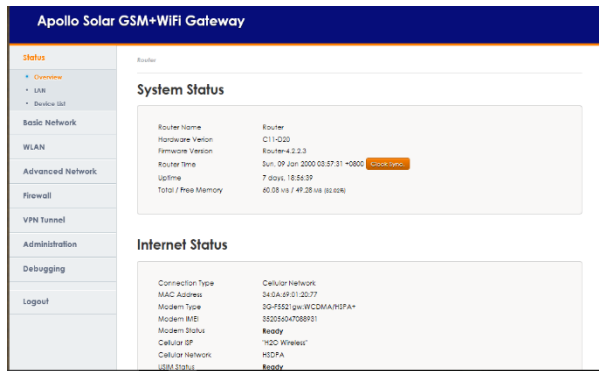 Apollo Solar GSM+WiFi Gateway
Status
Overview
LAN
Device List
Basic Network
WLAN
Advanced Network
Firewall
VPN Tunnel
Administration
Debugging
Logout
Router
System Status
Router Name Router
Hardware Verion C11-D20
Firmware Version Router-4.2.2.3
Router Time Sun, 09 Jan 2000 03:57:31 +0800 Clock Sync.
Uptime 7 days, 18:56:39
Total / Free Memory 60.08 MB / 49.28 MB (82.02%)
Internet Status
Connection Type Cellular Network
MAC Address 34:0A:69:01:20:77
Modem Type 3G-F5521gw:WCDMA/HSPA+
Modem IMEI 352056047088931
Modem Status Ready
Cellular ISP "H2O Wireless"
Cellular Network HSDPA
USIM Status Ready